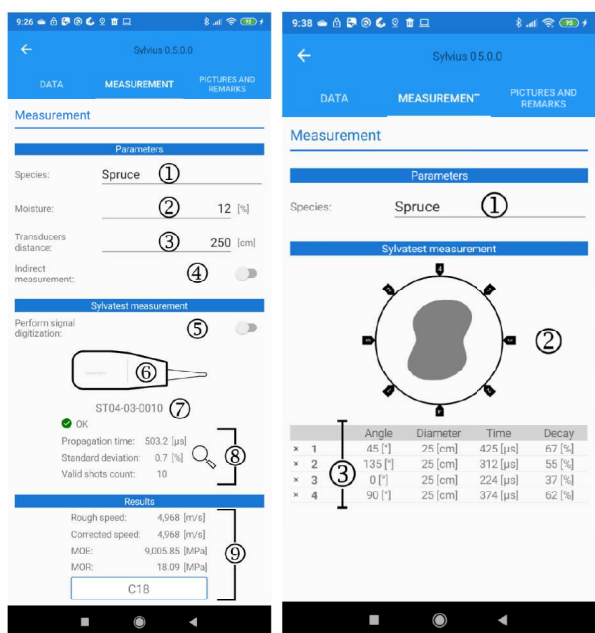 9:26
93
Sylvius 0.5.0.0
DATA
MEASUREMENT
PICTURES AND
REMARKS
Measurement
Parameters
Species: Spruce ①
Moisture: ② 12 [%]
Transducers
distance: ③ 250 [cm]
Indirect
measurement: ④
Sylvatest measurement
Perform signal
digitization: ⑤
⑥
ST04-03-0010 ⑦
OK
Propagation time: 503.2 [µs]
Standard deviation: 0.7 [%] ⑧
Valid shots count: 10
Results
Rough speed: 4,968 [m/s]
Corrected speed: 4,968 [m/s]
MOE: 9,005.85 [MPa] ⑨
MOR: 18.09 [MPa]
C18
9:38
Sylvius 0.5.0.0
DATA
MEASUREMENT
PICTURES AND
REMARKS
Measurement
Parameters
Species: Spruce ①
Sylvatest measurement
②
Angle Diameter Time Decay
× 1 45 [°] 25 [cm] 425 [µs] 67 [%]
× 2 135 [°] 25 [cm] 312 [µs] 55 [%]
× 3 0 [°] 25 [cm] 224 [µs] 37 [%]
× 4 90 [°] 25 [cm] 374 [µs] 62 [%]
③